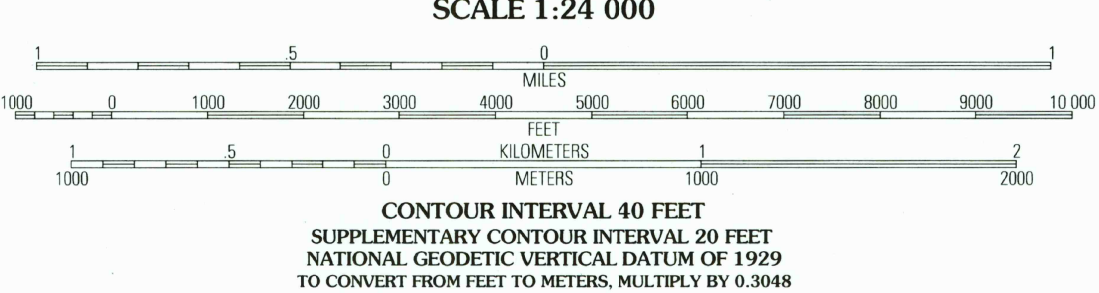 SCALE 1:24 000
1 .5 0 1
MILES
1000 0 1000 2000 3000 4000 5000 6000 7000 8000 9000 10 000
FEET
1 .5 0 KILOMETERS 1 2
1000 0 METERS 1000 2000
CONTOUR INTERVAL 40 FEET
SUPPLEMENTARY CONTOUR INTERVAL 20 FEET
NATIONAL GEODETIC VERTICAL DATUM OF 1929
TO CONVERT FROM FEET TO METERS, MULTIPLY BY 0.3048